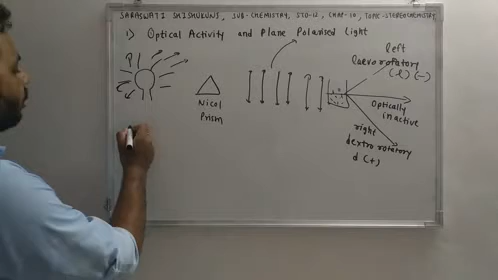 SARASWATI SHISHUKUNJ, SUB-CHEMISTRY, STD-12, CHAP-10, TOPIC-STEREOCHEMISTRY
1) Optical Activity and Plane Polarised Light
left
laevo rotatory
(l) (-)
Nicol
Prism
Optically
inactive
right
dextro rotatory
d (+)